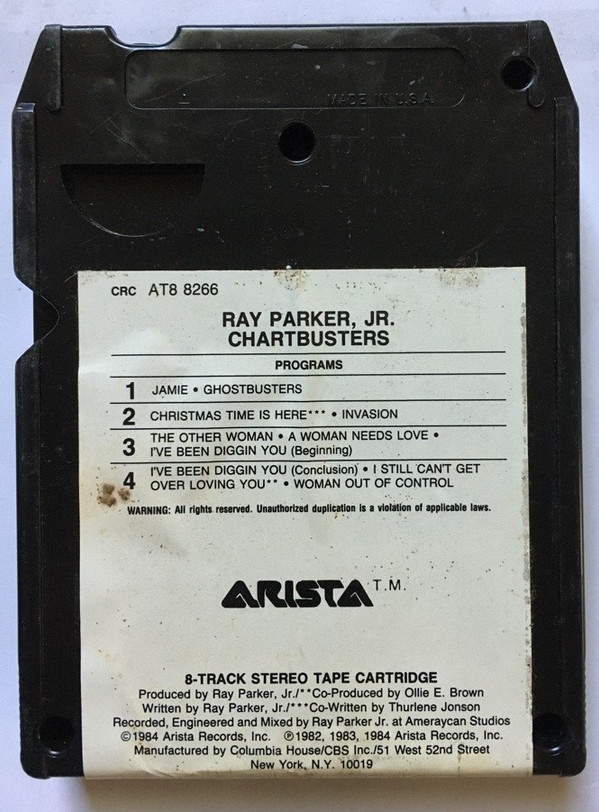 MADE IN U.S.A.
CRC AT8 8266
RAY PARKER, JR.
CHARTBUSTERS
PROGRAMS
1 JAMIE • GHOSTBUSTERS
2 CHRISTMAS TIME IS HERE*** • INVASION
3 THE OTHER WOMAN • A WOMAN NEEDS LOVE •
I'VE BEEN DIGGIN YOU (Beginning)
4 I'VE BEEN DIGGIN YOU (Conclusion) • I STILL CAN'T GET
OVER LOVING YOU** • WOMAN OUT OF CONTROL
WARNING: All rights reserved. Unauthorized duplication is a violation of applicable laws.
ARISTA T.M.
8-TRACK STEREO TAPE CARTRIDGE
Produced by Ray Parker, Jr./**Co-Produced by Ollie E. Brown
Written by Ray Parker, Jr./***Co-Written by Thurlene Jonson
Recorded, Engineered and Mixed by Ray Parker Jr. at Ameraycan Studios
©1984 Arista Records, Inc. ℗1982, 1983, 1984 Arista Records, Inc.
Manufactured by Columbia House/CBS Inc./51 West 52nd Street
New York, N.Y. 10019